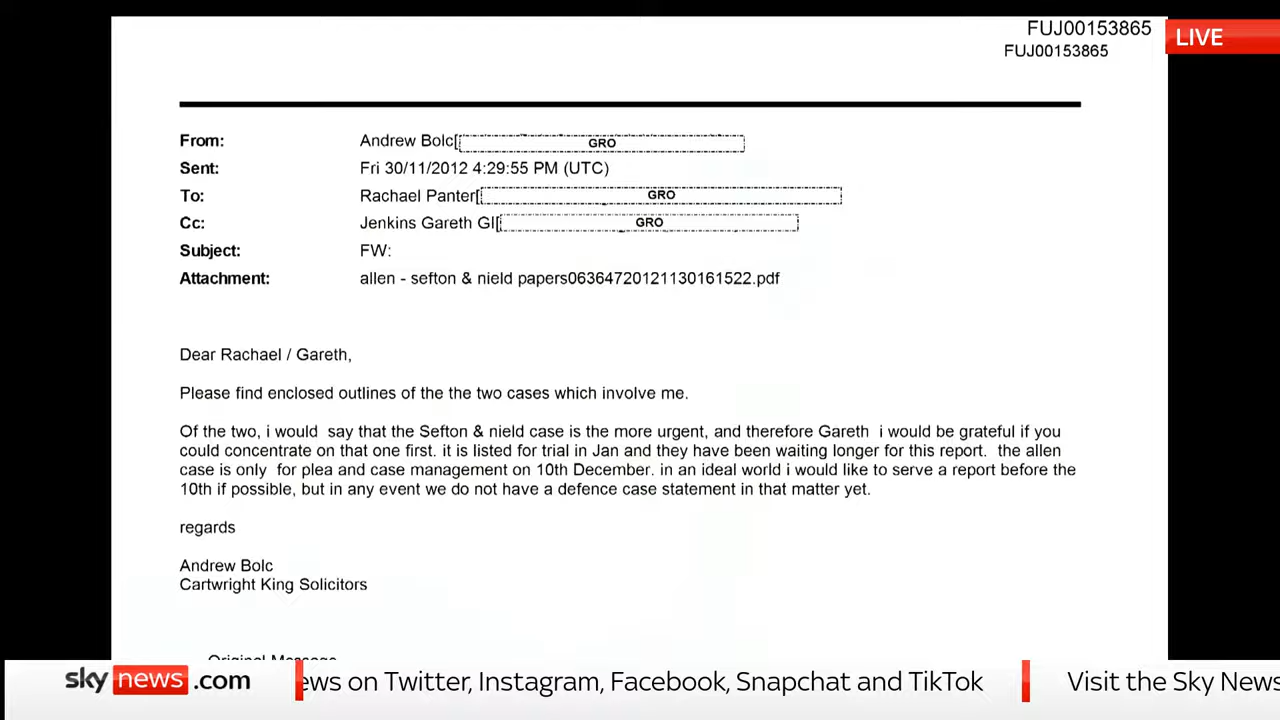 FUJ00153865
FUJ00153865
LIVE
From: Andrew Bolc[ GRO
Sent: Fri 30/11/2012 4:29:55 PM (UTC)
To: Rachael Panter[ GRO
Cc: Jenkins Gareth GI[ GRO
Subject: FW:
Attachment: allen - sefton & nield papers06364720121130161522.pdf
Dear Rachael / Gareth,
Please find enclosed outlines of the the two cases which involve me.
Of the two, i would say that the Sefton & nield case is the more urgent, and therefore Gareth i would be grateful if you
could concentrate on that one first. it is listed for trial in Jan and they have been waiting longer for this report. the allen
case is only for plea and case management on 10th December. in an ideal world i would like to serve a report before the
10th if possible, but in any event we do not have a defence case statement in that matter yet.
regards
Andrew Bolc
Cartwright King Solicitors
Original Message
sky news .com ews on Twitter, Instagram, Facebook, Snapchat and TikTok Visit the Sky News